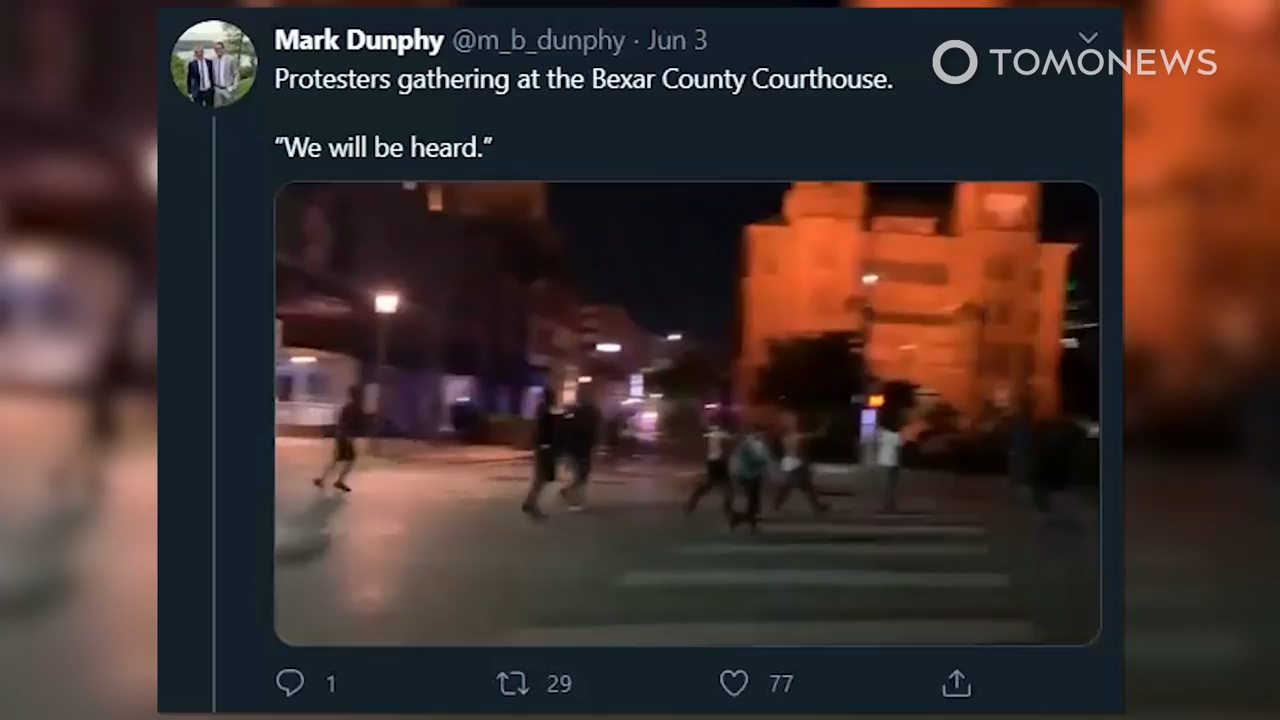 Mark Dunphy @m_b_dunphy · Jun 3
TOMONEWS
Protesters gathering at the Bexar County Courthouse.
“We will be heard.”
1
29
77